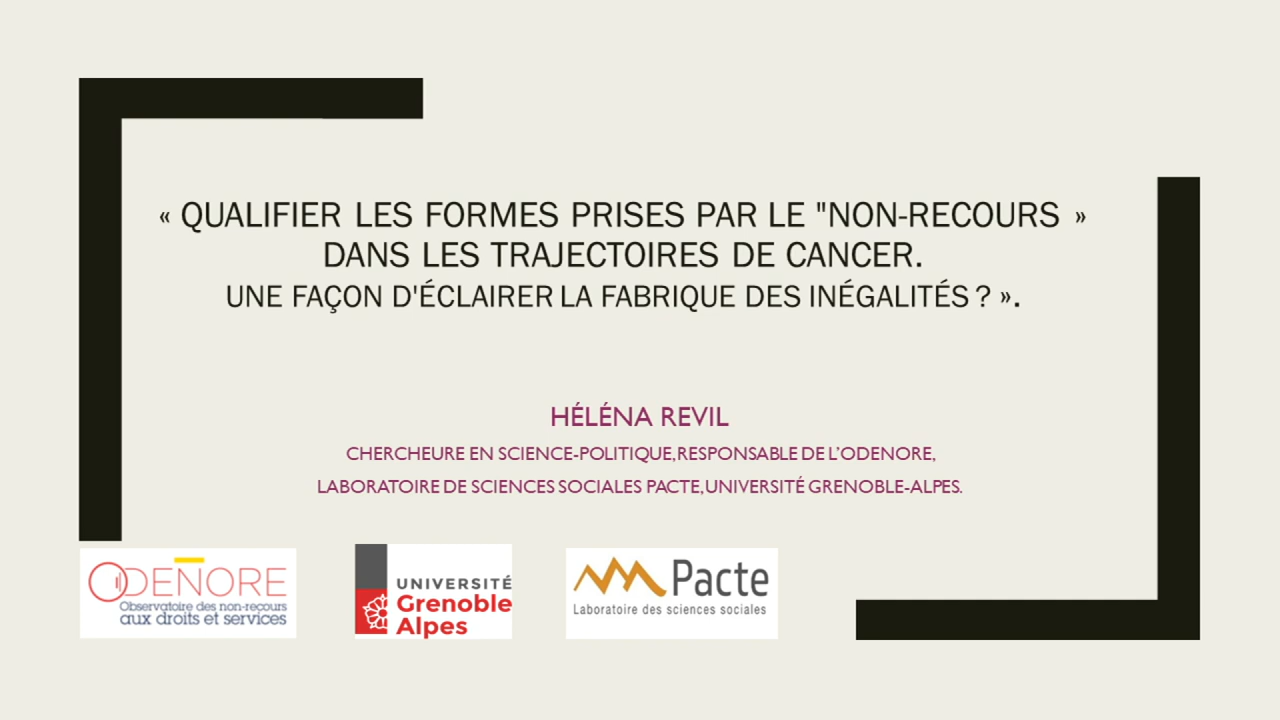 « QUALIFIER LES FORMES PRISES PAR LE "NON-RECOURS »
DANS LES TRAJECTOIRES DE CANCER.
UNE FAÇON D'ÉCLAIRER LA FABRIQUE DES INÉGALITÉS ? ».
HÉLÉNA REVIL
CHERCHEURE EN SCIENCE-POLITIQUE, RESPONSABLE DE L'ODENORE,
LABORATOIRE DE SCIENCES SOCIALES PACTE, UNIVERSITÉ GRENOBLE-ALPES.
ODENORE
Observatoire des non-recours
aux droits et services
UNIVERSITÉ
Grenoble
Alpes
Pacte
Laboratoire des sciences sociales